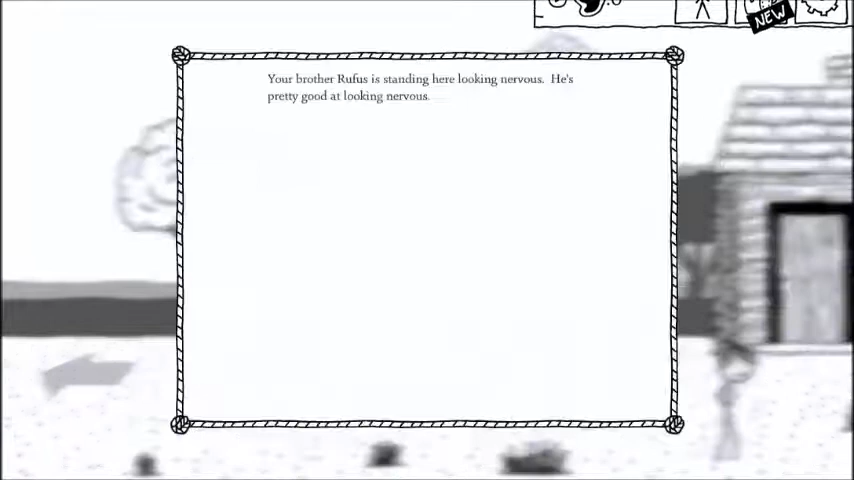 NEW
Your brother Rufus is standing here looking nervous.  He's
pretty good at looking nervous.